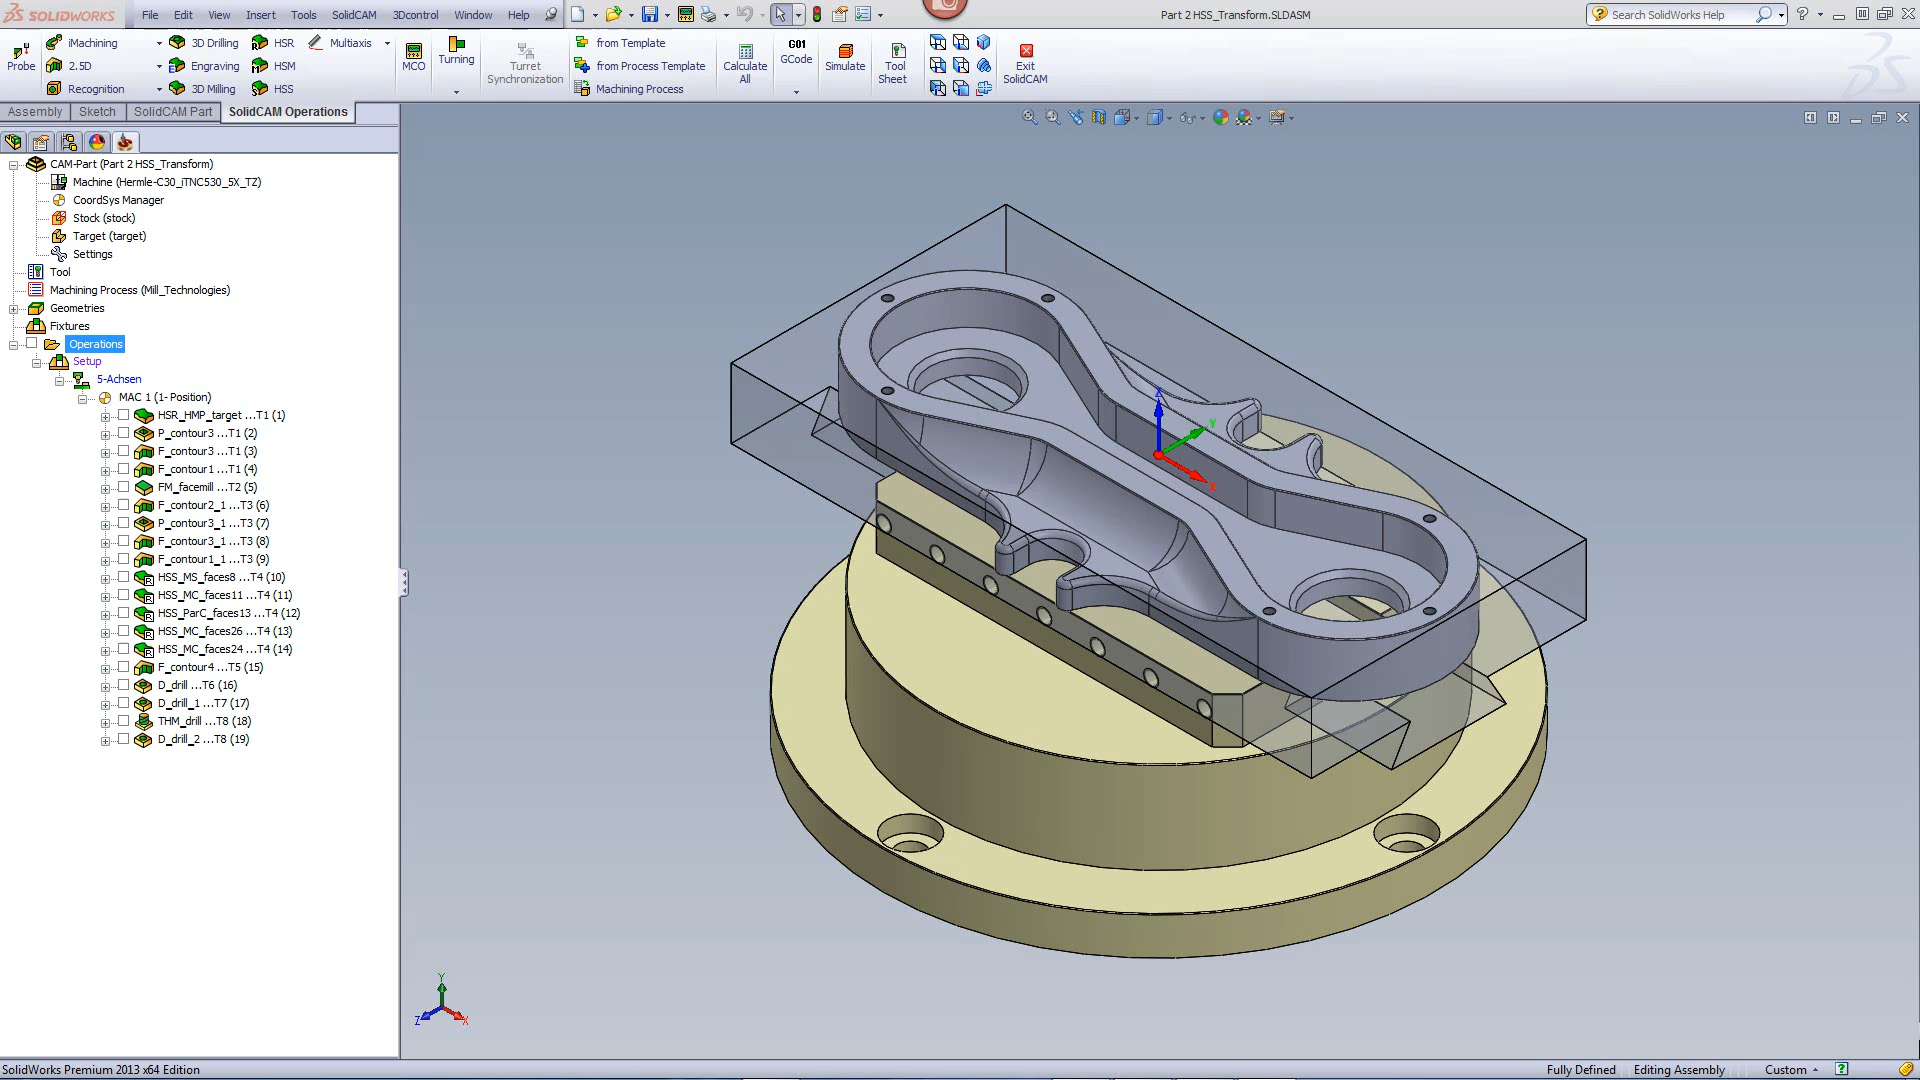 SOLIDWORKS File Edit View Insert Tools SolidCAM 3Dcontrol Window Help Part 2 HSS_Transform.SLDASM Search SolidWorks Help
Probe
iMachining
2.5D
Recognition
3D Drilling
Engraving
3D Milling
HSR
HSM
HSS
Multiaxis
MCO
Turning
Turret
Synchronization
from Template
from Process Template
Machining Process
Calculate
All
G01
GCode
Simulate
Tool
Sheet
Exit
SolidCAM
Assembly Sketch SolidCAM Part SolidCAM Operations
CAM-Part (Part 2 HSS_Transform)
Machine (Hermle-C30_iTNC530_5X_TZ)
CoordSys Manager
Stock (stock)
Target (target)
Settings
Tool
Machining Process (Mill_Technologies)
Geometries
Fixtures
Operations
Setup
5-Achsen
MAC 1 (1- Position)
HSR_HMP_target ...T1 (1)
P_contour3 ...T1 (2)
F_contour3 ...T1 (3)
F_contour1 ...T1 (4)
FM_facemill ...T2 (5)
F_contour2_1 ...T3 (6)
P_contour3_1 ...T3 (7)
F_contour3_1 ...T3 (8)
F_contour1_1 ...T3 (9)
HSS_MS_faces8 ...T4 (10)
HSS_MC_faces11 ...T4 (11)
HSS_ParC_faces13 ...T4 (12)
HSS_MC_faces26 ...T4 (13)
HSS_MC_faces24 ...T4 (14)
F_contour4 ...T5 (15)
D_drill ...T6 (16)
D_drill_1 ...T7 (17)
THM_drill ...T8 (18)
D_drill_2 ...T8 (19)
Z
Y
X
Y
Z
X
SolidWorks Premium 2013 x64 Edition Fully Defined Editing Assembly Custom